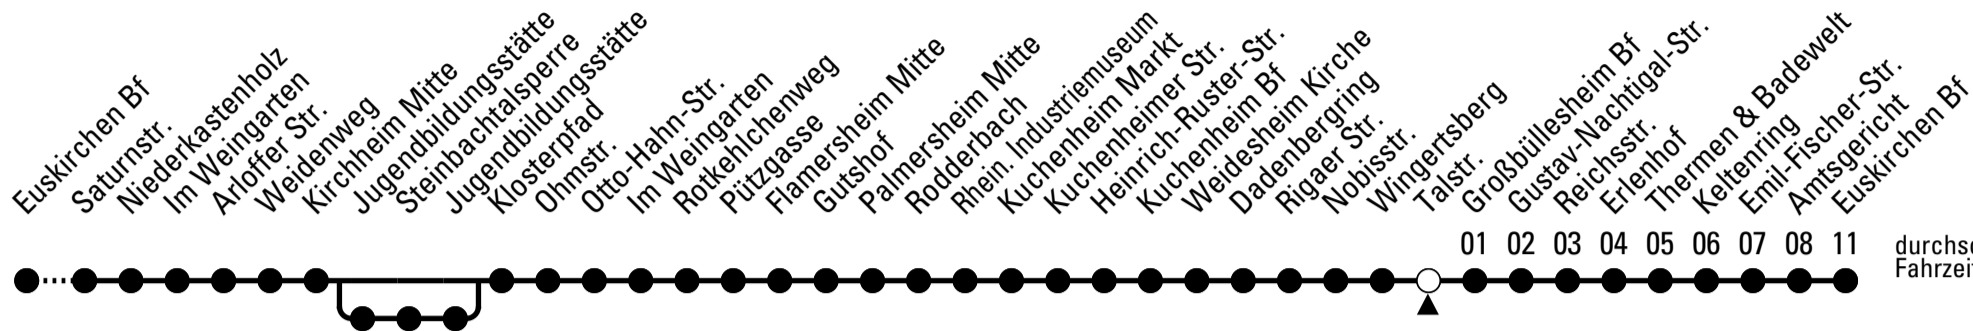 Euskirchen Bf
Saturnstr.
Niederkastenholz
Im Weingarten
Arloffer Str.
Weidenweg
Kirchheim Mitte
Jugendbildungsstätte
Steinbachtalsperre
Jugendbildungsstätte
Klosterpfad
Ohmstr.
Otto-Hahn-Str.
Im Weingarten
Rotkehlchenweg
Pützgasse
Flamersheim Mitte
Gutshof
Palmersheim Mitte
Rodderbach
Rhein. Industriemuseum
Kuchenheim Markt
Kuchenheimer Str.
Heinrich-Ruster-Str.
Kuchenheim Bf
Weidesheim Kirche
Dadenbergring
Rigaer Str.
Nobisstr.
Wingertsberg
Talstr.
Großbüllesheim Bf
Gustav-Nachtigal-Str.
Reichsstr.
Erlenhof
Thermen & Badewelt
Keltenring
Emil-Fischer-Str.
Amtsgericht
Euskirchen Bf
01 02 03 04 05 06 07 08 11
durchsc
Fahrzeit